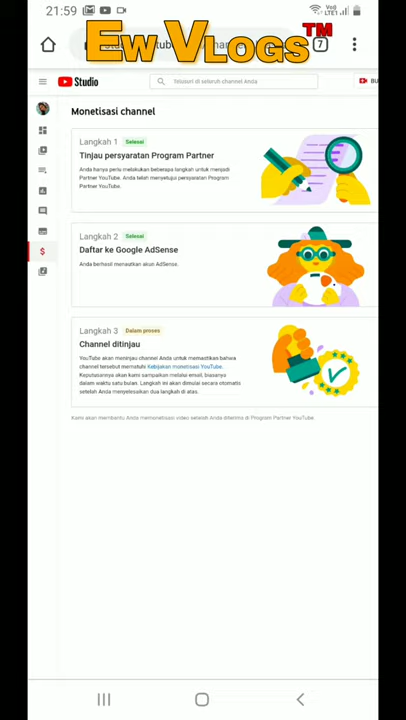 21:59
EW VLOGS™
7
Studio
Telusuri di seluruh channel Anda
Monetisasi channel
Langkah 1 Selesai
Tinjau persyaratan Program Partner
Anda hanya perlu melakukan beberapa langkah untuk menjadi
Partner YouTube. Anda telah menyetujui persyaratan Program
Partner YouTube.
Langkah 2 Selesai
Daftar ke Google AdSense
Anda berhasil menautkan akun AdSense.
Langkah 3 Dalam proses
Channel ditinjau
YouTube akan meninjau channel Anda untuk memastikan bahwa
channel tersebut mematuhi Kebijakan monetisasi YouTube.
Keputusannya akan kami sampaikan melalui email, biasanya
dalam waktu satu bulan. Langkah ini akan dimulai secara otomatis
setelah Anda menyelesaikan dua langkah di atas.
Kami akan membantu Anda memonetisasi video setelah Anda diterima di Program Partner YouTube.